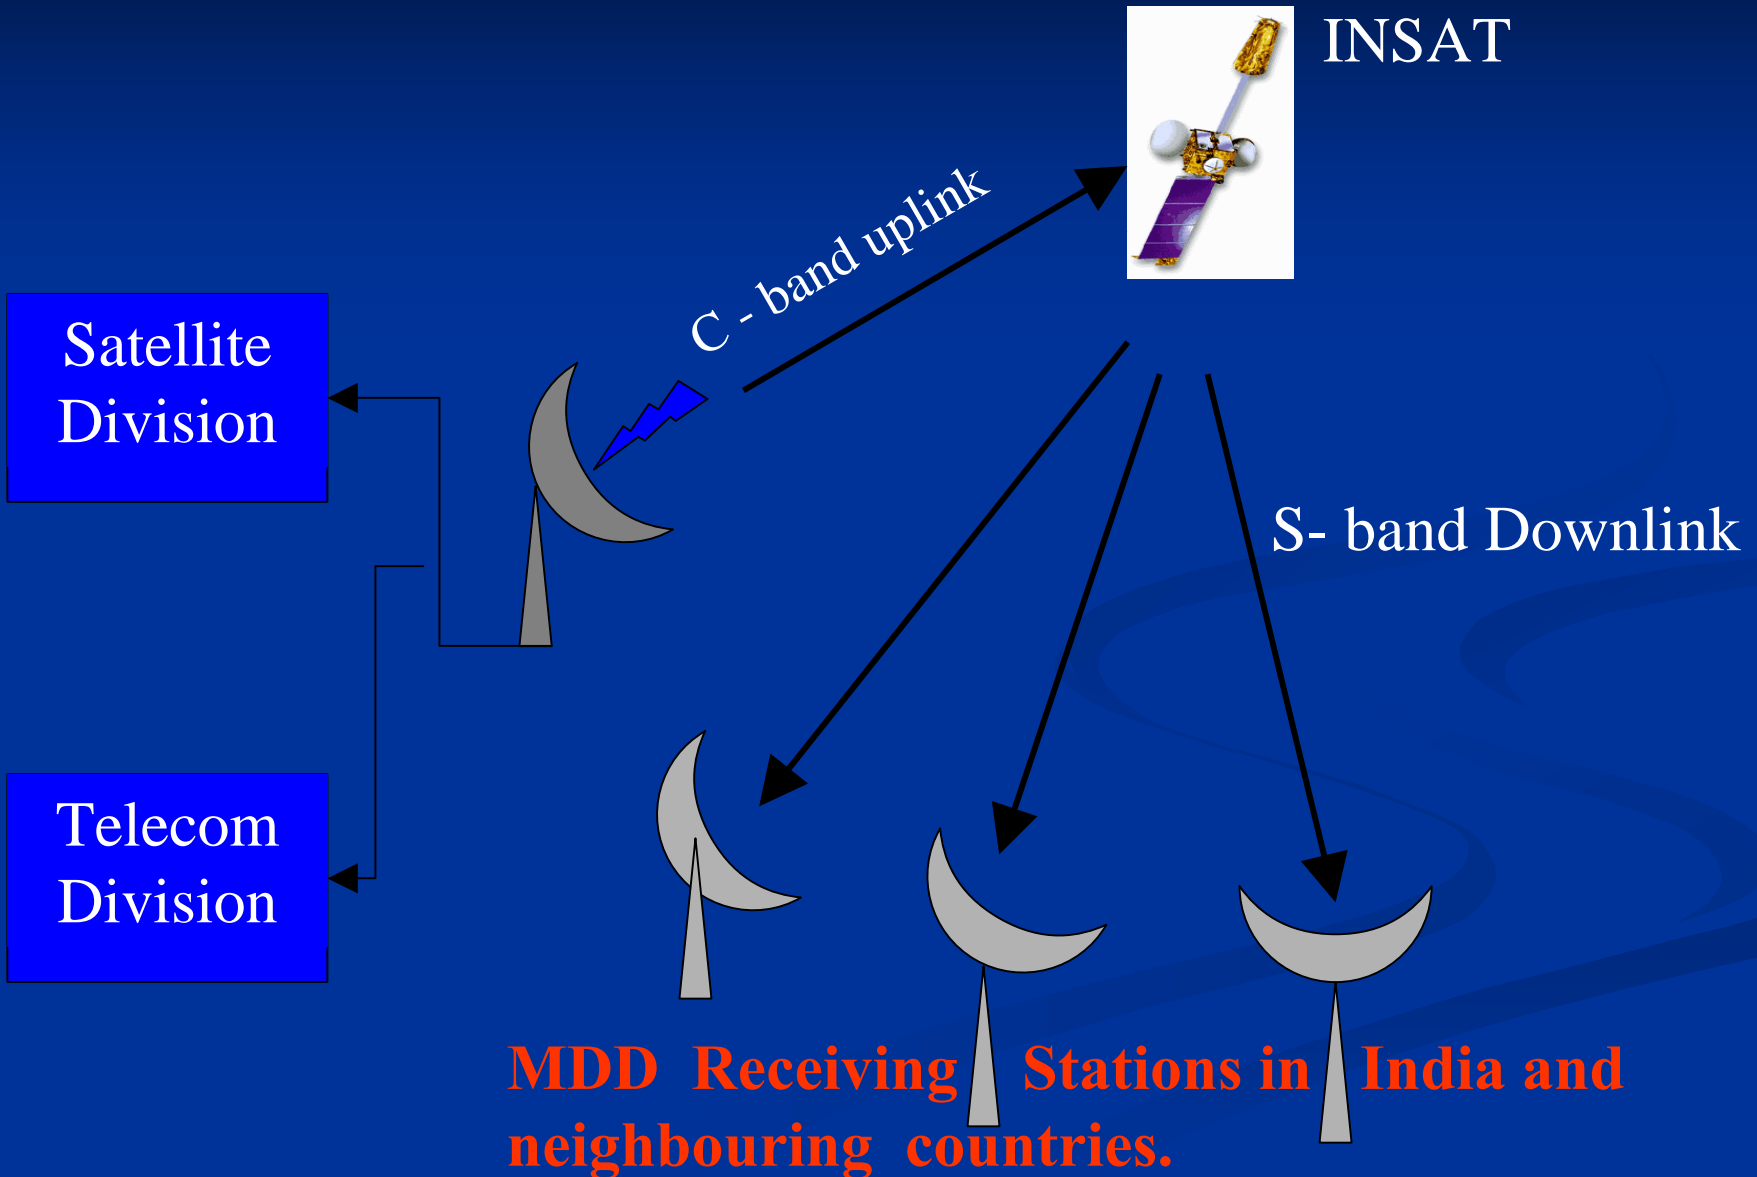 INSAT
C - band uplink
Satellite
Division
S- band Downlink
Telecom
Division
MDD Receiving Stations in India and
neighbouring countries.